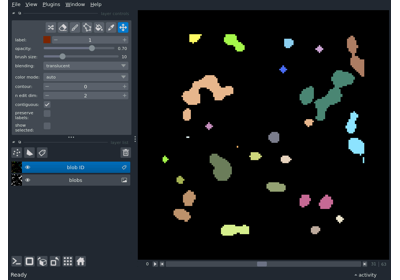 File View Plugins Window Help
label: 1
opacity: 0.70
brush size: 10
blending: translucent
color mode: auto
contour: 0
n edit dim: 2
contiguous:
preserve
labels:
show
selected:
blob ID
blobs
0
Ready
activity